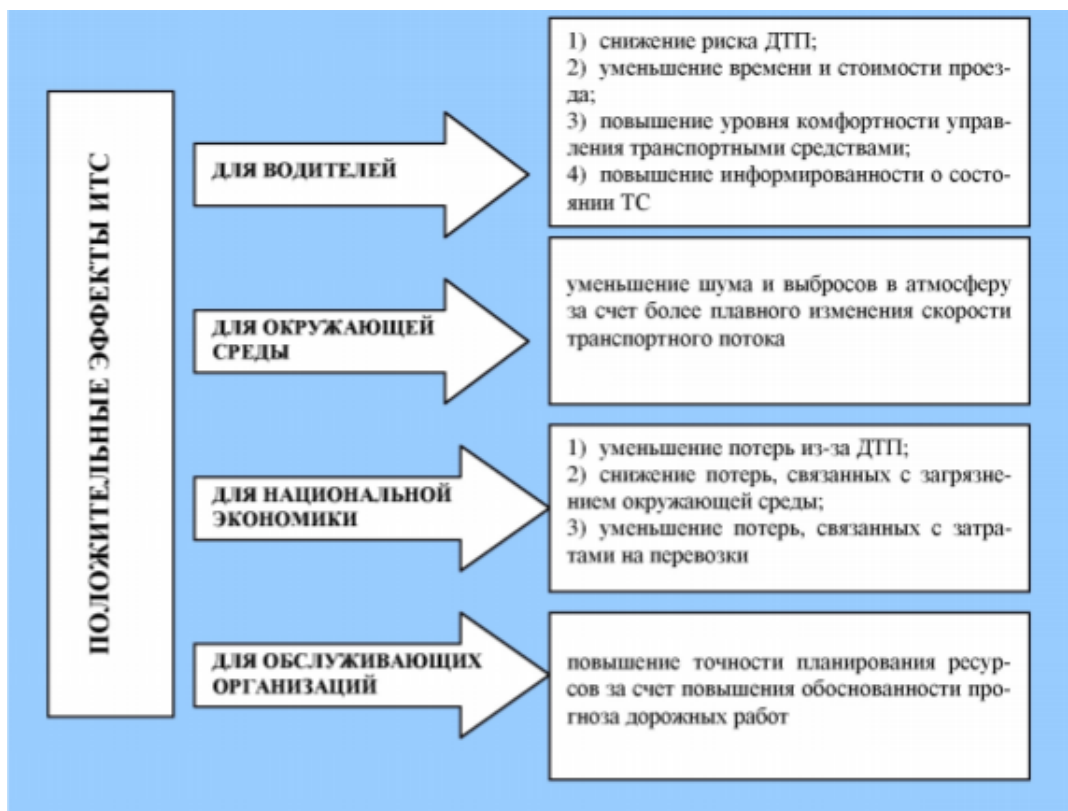 ПОЛОЖИТЕЛЬНЫЕ ЭФФЕКТЫ ИТС
ДЛЯ ВОДИТЕЛЕЙ
1) снижение риска ДТП;
2) уменьшение времени и стоимости проез-
да;
3) повышение уровня комфортности управ-
ления транспортными средствами;
4) повышение информированности о состо-
янии ТС
ДЛЯ ОКРУЖАЮЩЕЙ
СРЕДЫ
уменьшение шума и выбросов в атмосферу
за счет более плавного изменения скорости
транспортного потока
ДЛЯ НАЦИОНАЛЬНОЙ
ЭКОНОМИКИ
1) уменьшение потерь из-за ДТП;
2) снижение потерь, связанных с загрязне-
нием окружающей среды;
3) уменьшение потерь, связанных с затра-
тами на перевозки
ДЛЯ ОБСЛУЖИВАЮЩИХ
ОРГАНИЗАЦИЙ
повышение точности планирования ресур-
сов за счет повышения обоснованности про-
гноза дорожных работ